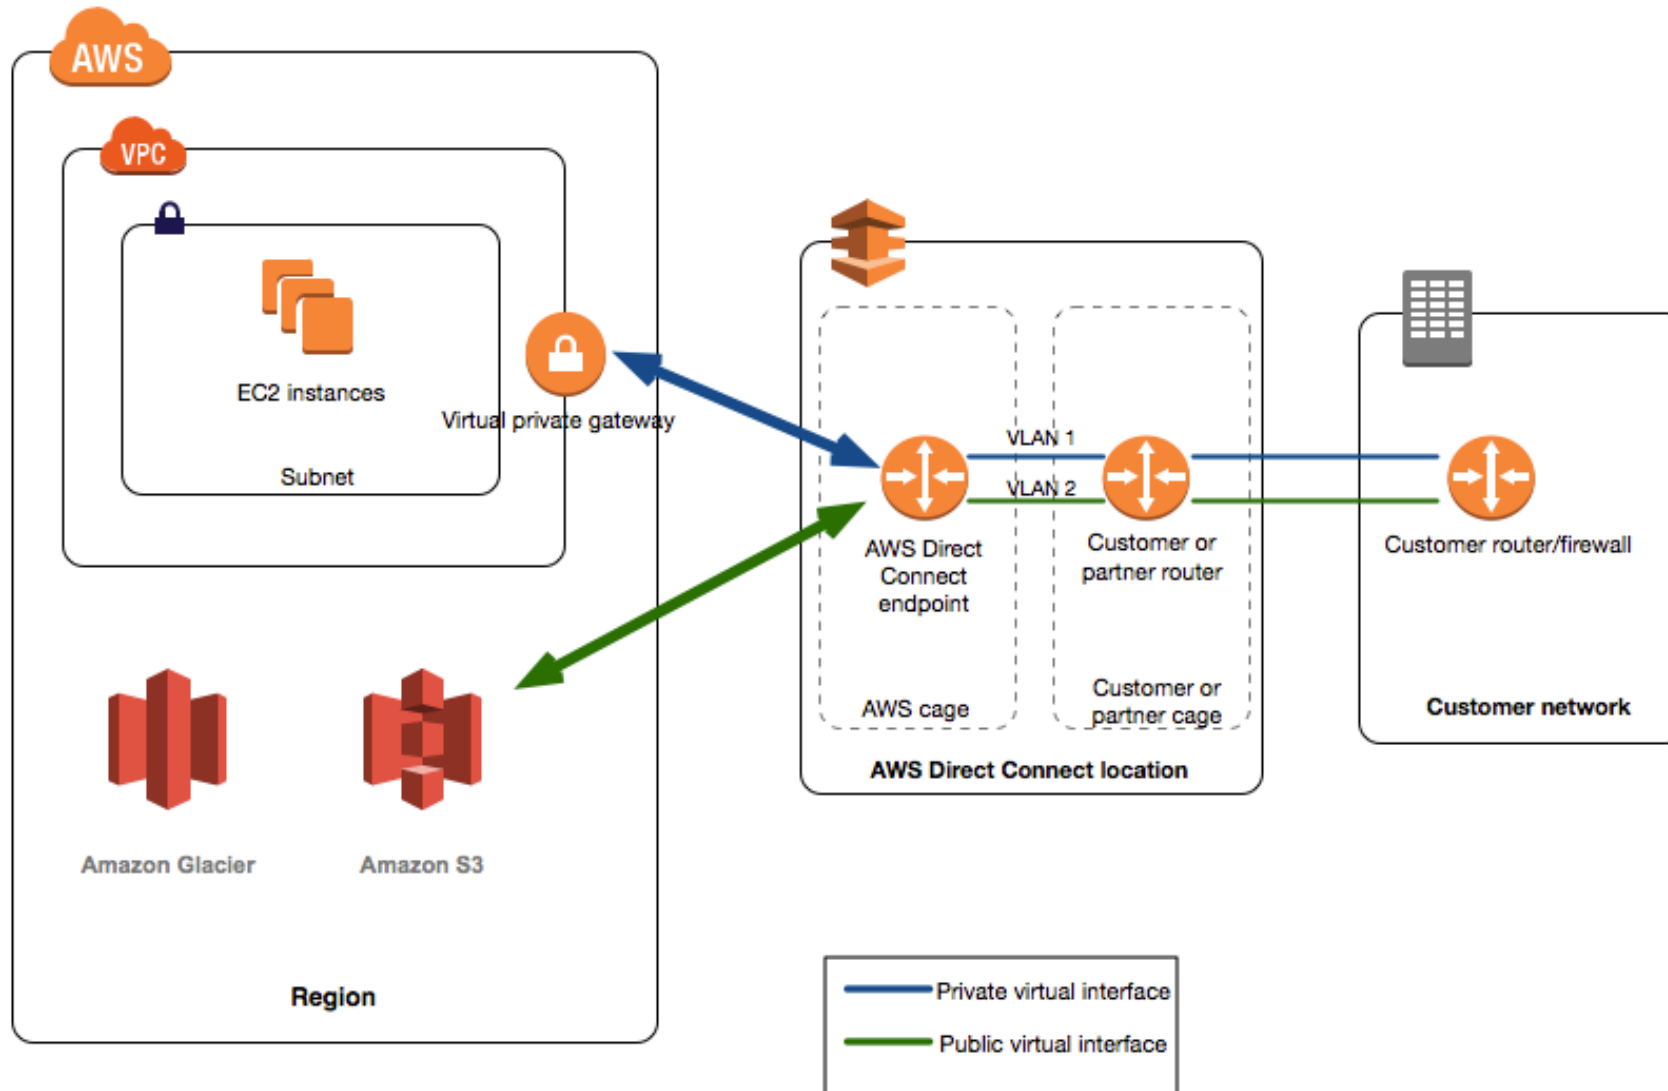 AWS
VPC
EC2 instances
Virtual private gateway
Subnet
VLAN 1
VLAN 2
AWS Direct
Connect
endpoint
Customer or
partner router
Customer router/firewall
AWS cage
Customer or
partner cage
Customer network
AWS Direct Connect location
Amazon Glacier
Amazon S3
Region
Private virtual interface
Public virtual interface